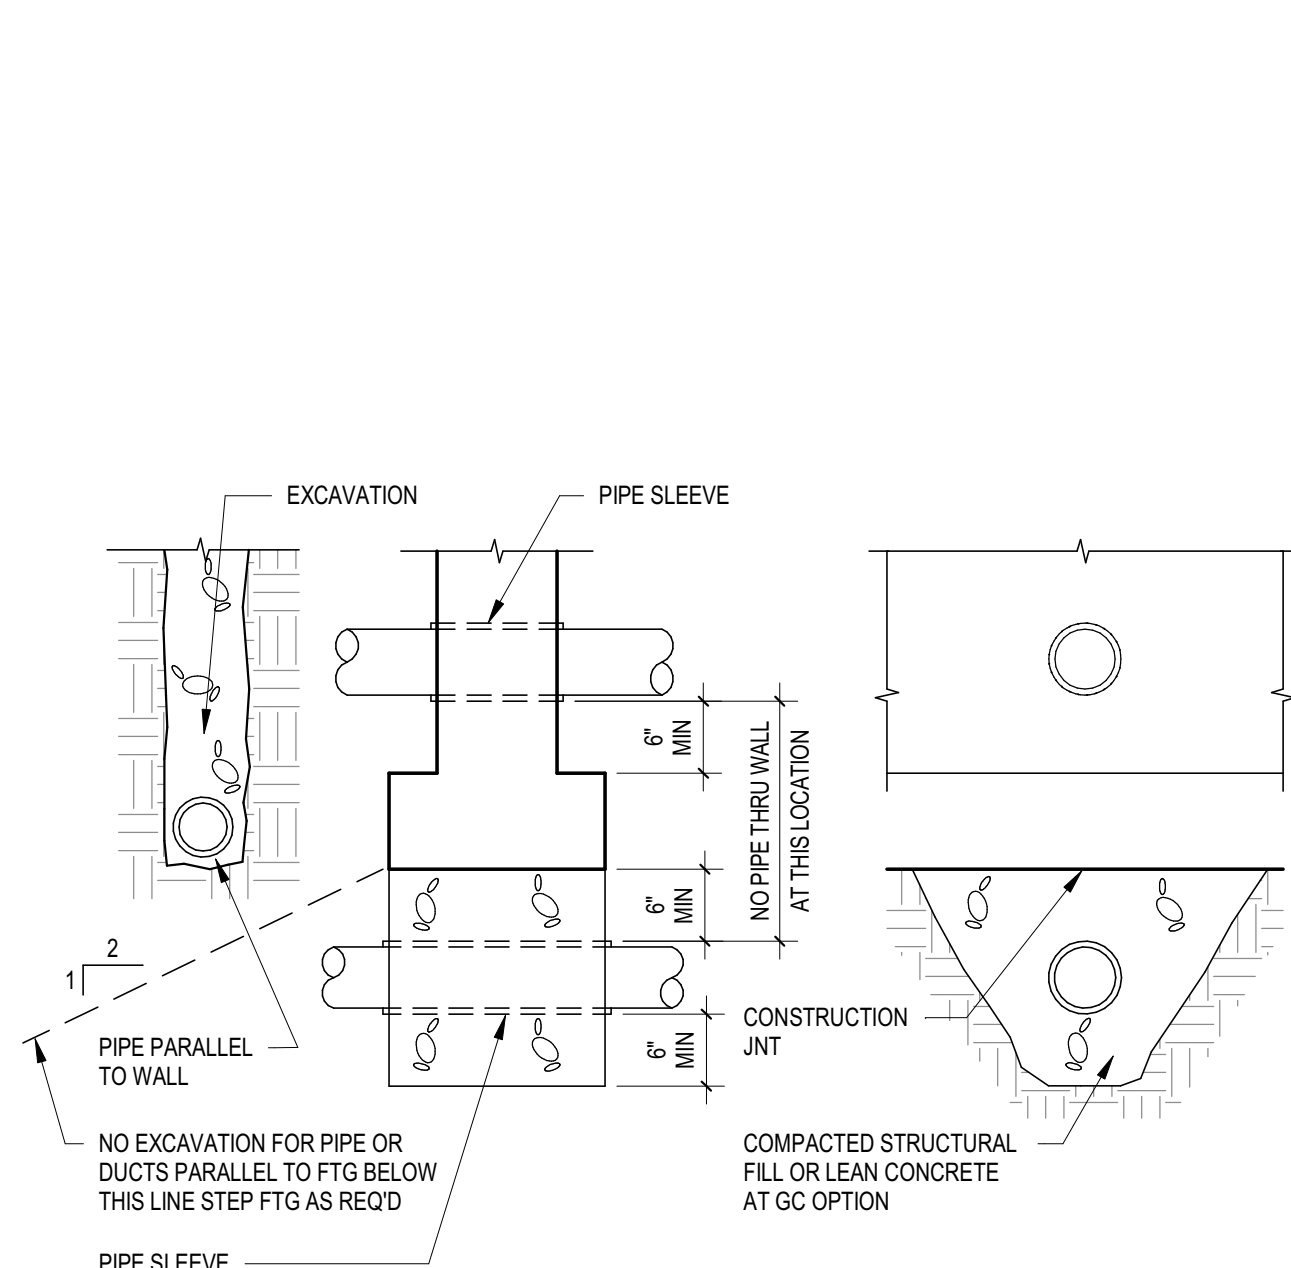 EXCAVATION
PIPE SLEEVE
6"
MIN
NO PIPE THRU WALL
AT THIS LOCATION
6"
MIN
2
1
PIPE PARALLEL
TO WALL
6"
MIN
CONSTRUCTION
JNT
NO EXCAVATION FOR PIPE OR
DUCTS PARALLEL TO FTG BELOW
THIS LINE STEP FTG AS REQ'D
COMPACTED STRUCTURAL
FILL OR LEAN CONCRETE
AT GC OPTION
PIPE SLEEVE